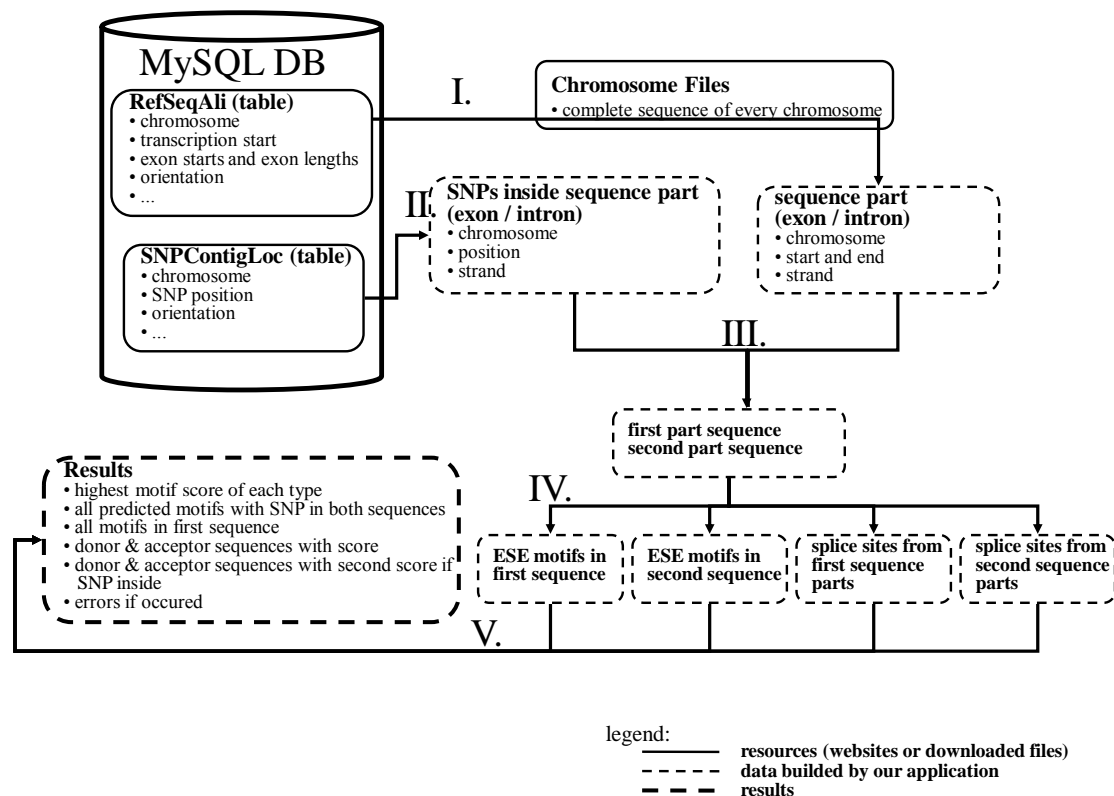 MySQL DB
RefSeqAli (table)
• chromosome
• transcription start
• exon starts and exon lengths
• orientation
• ...
SNPContigLoc (table)
• chromosome
• SNP position
• orientation
• ...
I.
Chromosome Files
• complete sequence of every chromosome
II.
SNPs inside sequence part
(exon / intron)
• chromosome
• position
• strand
sequence part
(exon / intron)
• chromosome
• start and end
• strand
III.
first part sequence
second part sequence
IV.
ESE motifs in
first sequence
ESE motifs in
second sequence
splice sites from
first sequence
parts
splice sites from
second sequence
parts
V.
Results
• highest motif score of each type
• all predicted motifs with SNP in both sequences
• all motifs in first sequence
• donor & acceptor sequences with score
• donor & acceptor sequences with second score if
SNP inside
• errors if occured
legend:
resources (websites or downloaded files)
data builded by our application
results